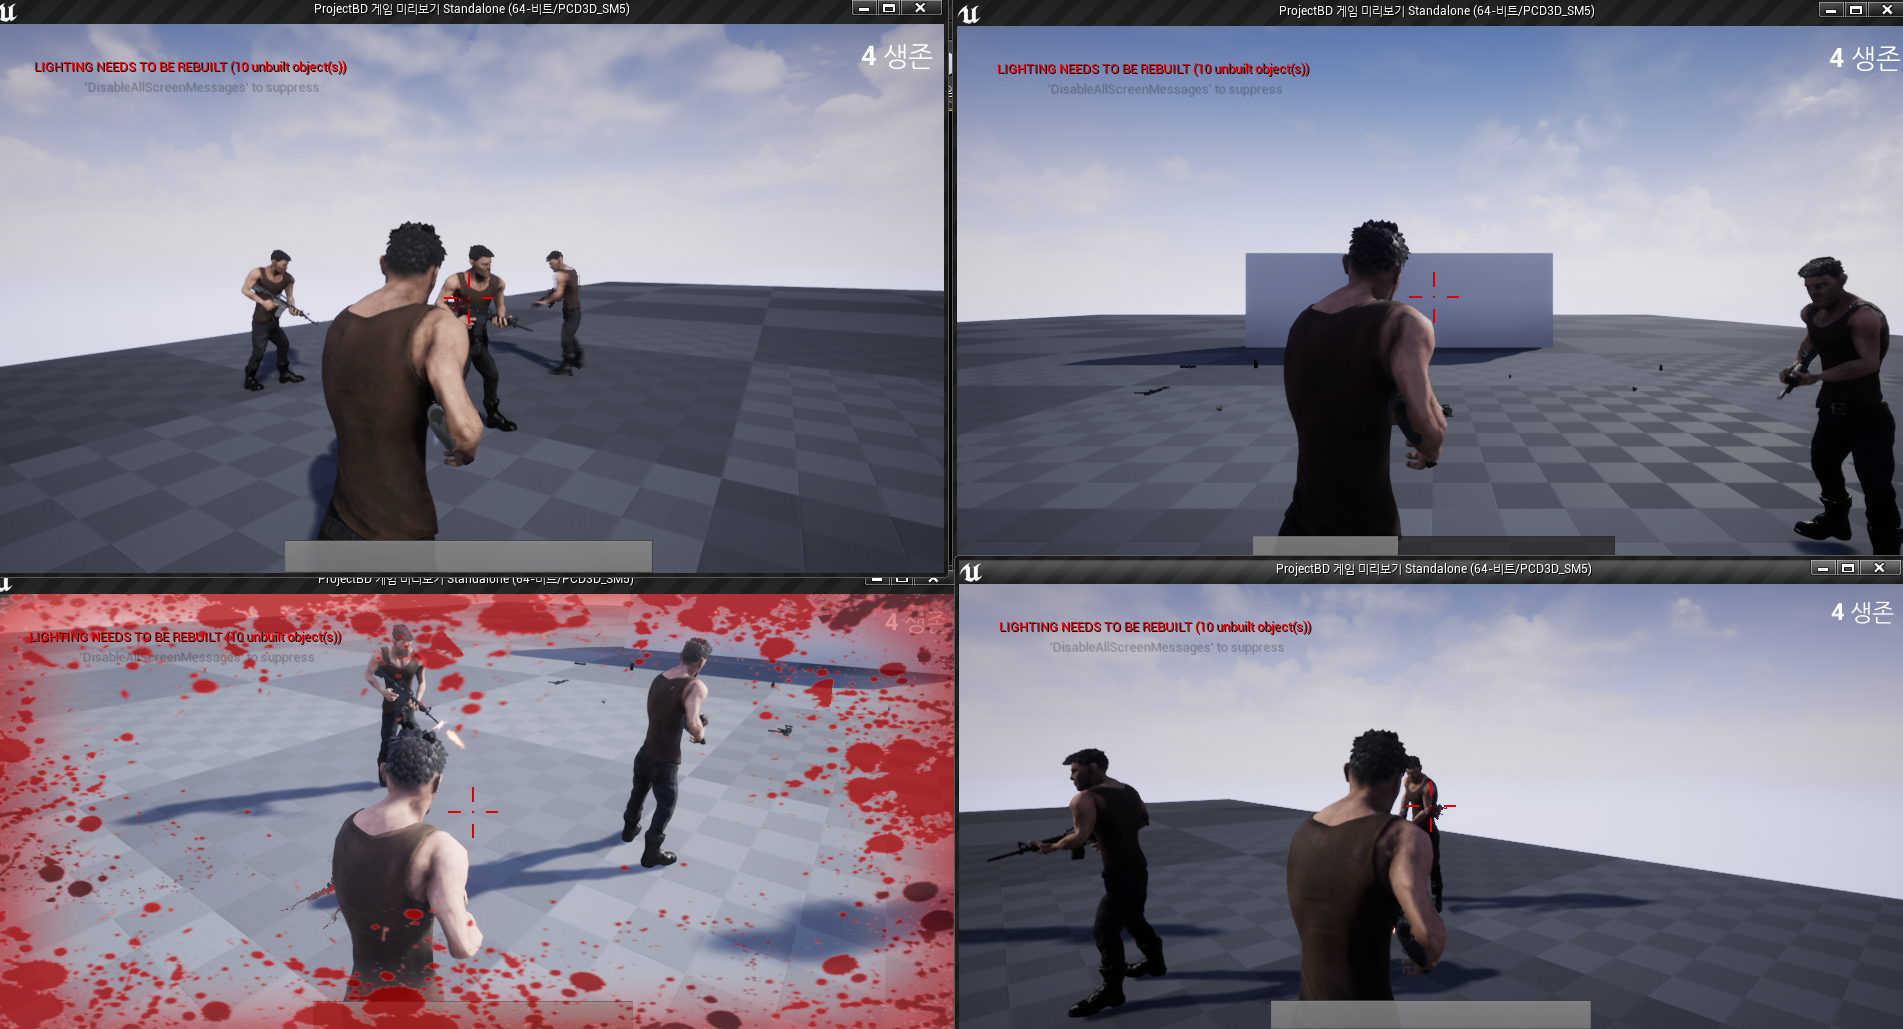 ProjectBD 게임 미리보기 Standalone (64-비트/PCD3D_SM5)
LIGHTING NEEDS TO BE REBUILT (10 unbuilt object(s))
'DisableAllScreenMessages' to suppress
4 생존
ProjectBD 게임 미리보기 Standalone (64-비트/PCD3D_SM5)
LIGHTING NEEDS TO BE REBUILT (10 unbuilt object(s))
'DisableAllScreenMessages' to suppress
4 생존
ProjectBD 게임 미리보기 Standalone (64-비트/PCD3D_SM5)
LIGHTING NEEDS TO BE REBUILT (10 unbuilt object(s))
'DisableAllScreenMessages' to suppress
4 생존
ProjectBD 게임 미리보기 Standalone (64-비트/PCD3D_SM5)
LIGHTING NEEDS TO BE REBUILT (10 unbuilt object(s))
'DisableAllScreenMessages' to suppress
4 생존